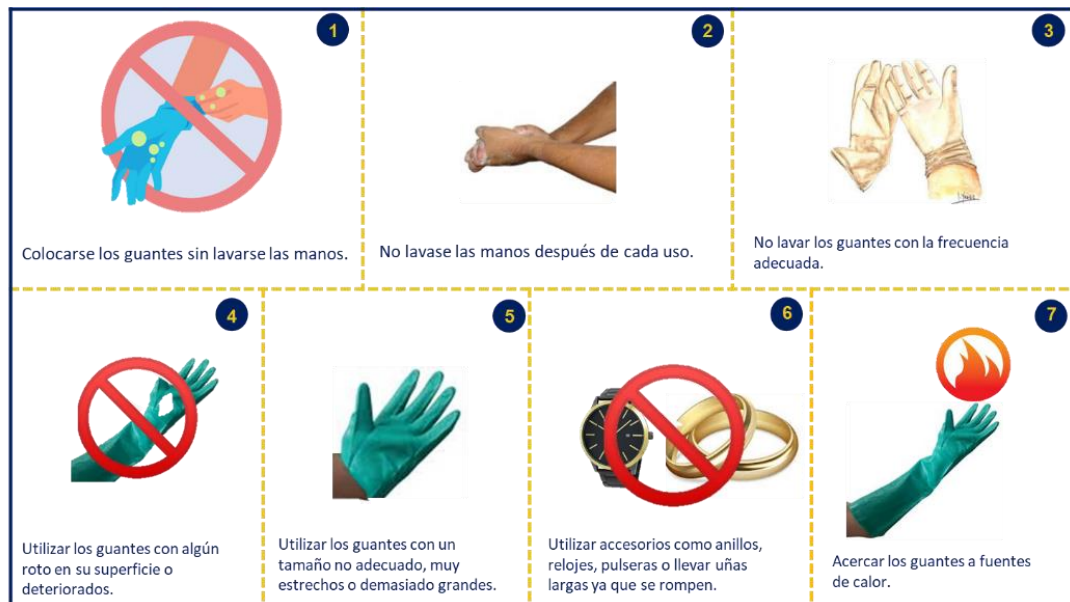 1
Colocarse los guantes sin lavarse las manos.
2
No lavase las manos después de cada uso.
3
No lavar los guantes con la frecuencia
adecuada.
4
Utilizar los guantes con algún
roto en su superficie o
deteriorados.
5
Utilizar los guantes con un
tamaño no adecuado, muy
estrechos o demasiado grandes.
6
Utilizar accesorios como anillos,
relojes, pulseras o llevar uñas
largas ya que se rompen.
7
Acercar los guantes a fuentes
de calor.